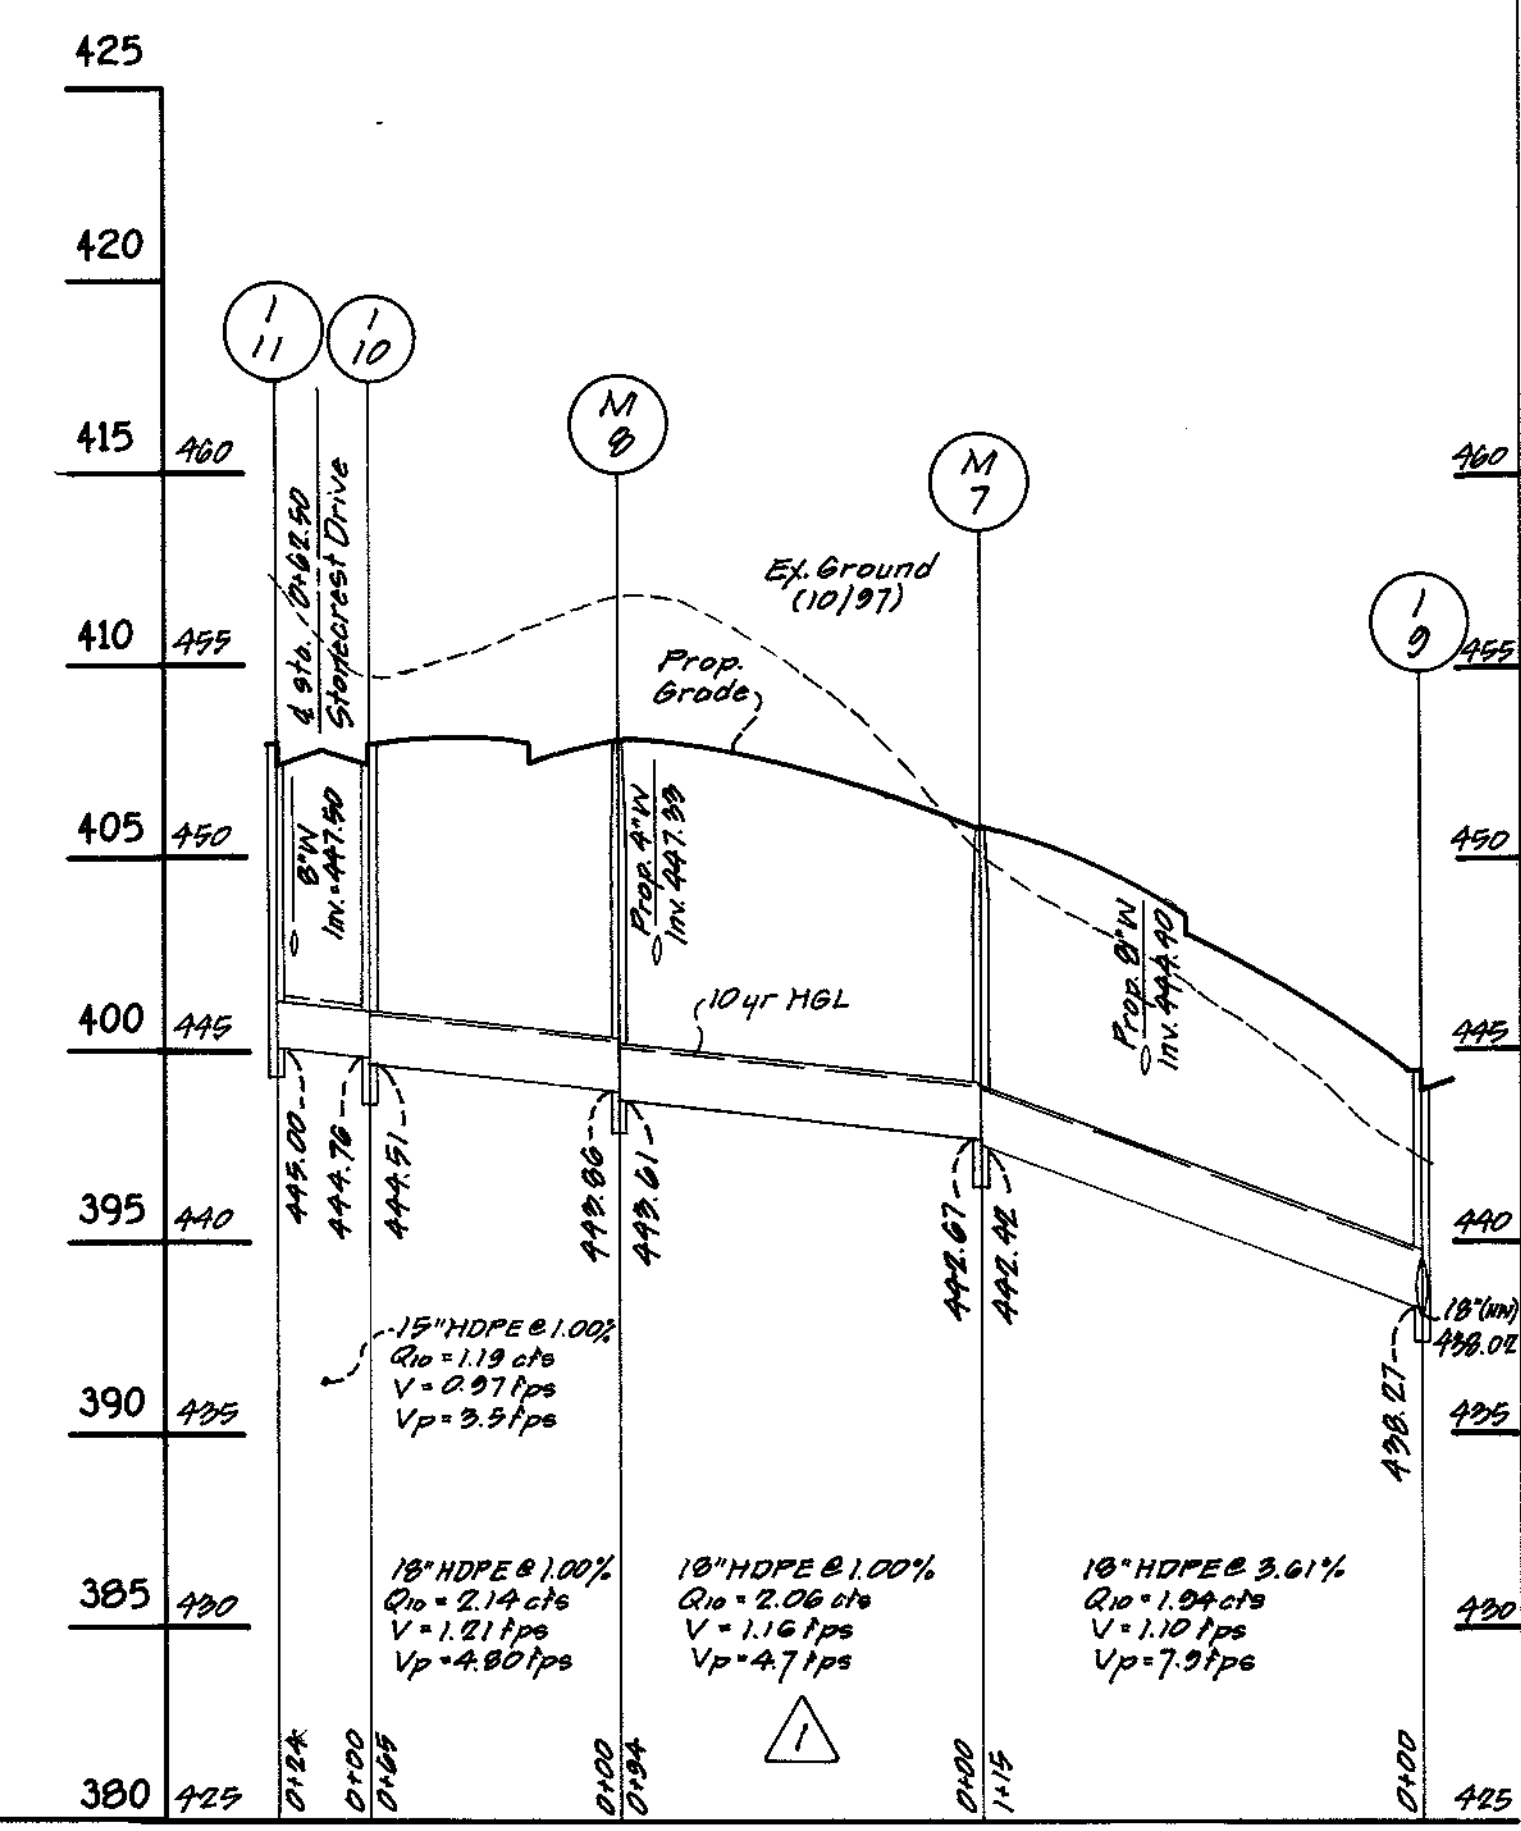 425
420
415
410
405
400
395
390
385
380
460
455
450
445
440
435
430
425
1
11
1
10
M
8
M
7
1
9
₵ sta. 10+62.50
Stonecrest Drive
Ex. Ground
(10/97)
Prop.
Grade
8"W
Inv.=447.50
Prop. 4"W
Inv. 447.33
Prop. 8"W
Inv. 444.40
10 yr HGL
445.00
444.76
444.51
443.86
443.61
442.67
442.42
438.27
18"
438.02
15" HDPE @ 1.00%
Q10 = 1.19 cfs
V = 0.97 fps
Vp = 3.5 fps
18" HDPE @ 1.00%
Q10 = 2.14 cfs
V = 1.21 fps
Vp = 4.80 fps
18" HDPE @ 1.00%
Q10 = 2.06 cfs
V = 1.16 fps
Vp = 4.7 fps
18" HDPE @ 3.61%
Q10 = 1.94 cfs
V = 1.10 fps
Vp = 7.9 fps
1
0+24
0+00
0+65
0+00
0+94
0+00
1+15
0+00
460
455
450
445
440
435
430
425